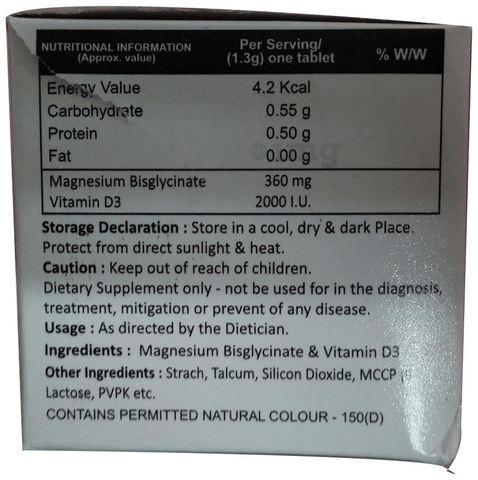 NUTRITIONAL INFORMATION Per Serving/ % W/W
(Approx. value) (1.3g) one tablet
Energy Value 4.2 Kcal
Carbohydrate 0.55 g
Protein 0.50 g
Fat 0.00 g
Magnesium Bisglycinate 360 mg
Vitamin D3 2000 I.U.
Storage Declaration : Store in a cool, dry & dark Place.
Protect from direct sunlight & heat.
Caution : Keep out of reach of children.
Dietary Supplement only - not be used for in the diagnosis,
treatment, mitigation or prevent of any disease.
Usage : As directed by the Dietician.
Ingredients : Magnesium Bisglycinate & Vitamin D3
Other Ingredients : Strach, Talcum, Silicon Dioxide, MCCP
Lactose, PVPK etc.
CONTAINS PERMITTED NATURAL COLOUR - 150(D)